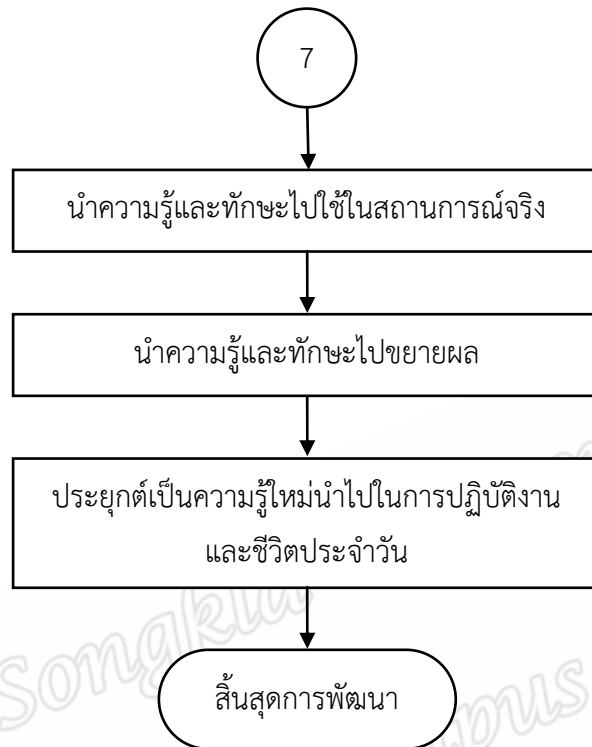 7
นำความรู้และทักษะไปใช้ในสถานการณ์จริง
นำความรู้และทักษะไปขยายผล
ประยุกต์เป็นความรู้ใหม่นำไปในการปฏิบัติงาน
และชีวิตประจำวัน
Songkla
pus
สิ้นสุดการพัฒนา